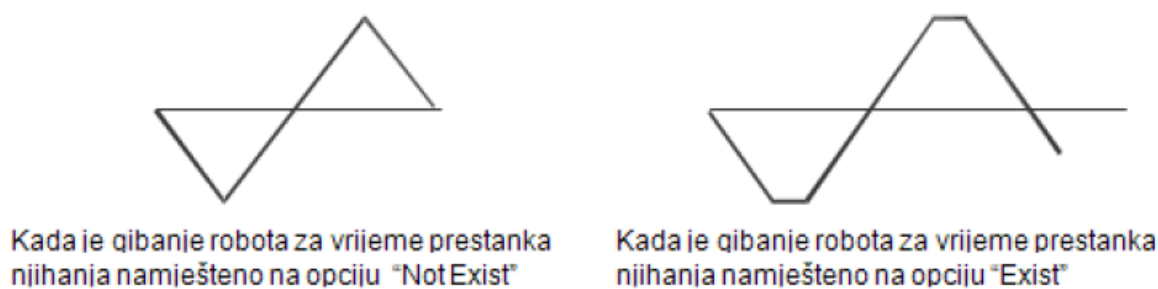 Kada je gibanje robota za vrijeme prestanka
njihanja namješteno na opciju “Not Exist”
Kada je gibanje robota za vrijeme prestanka
njihanja namješteno na opciju “Exist”